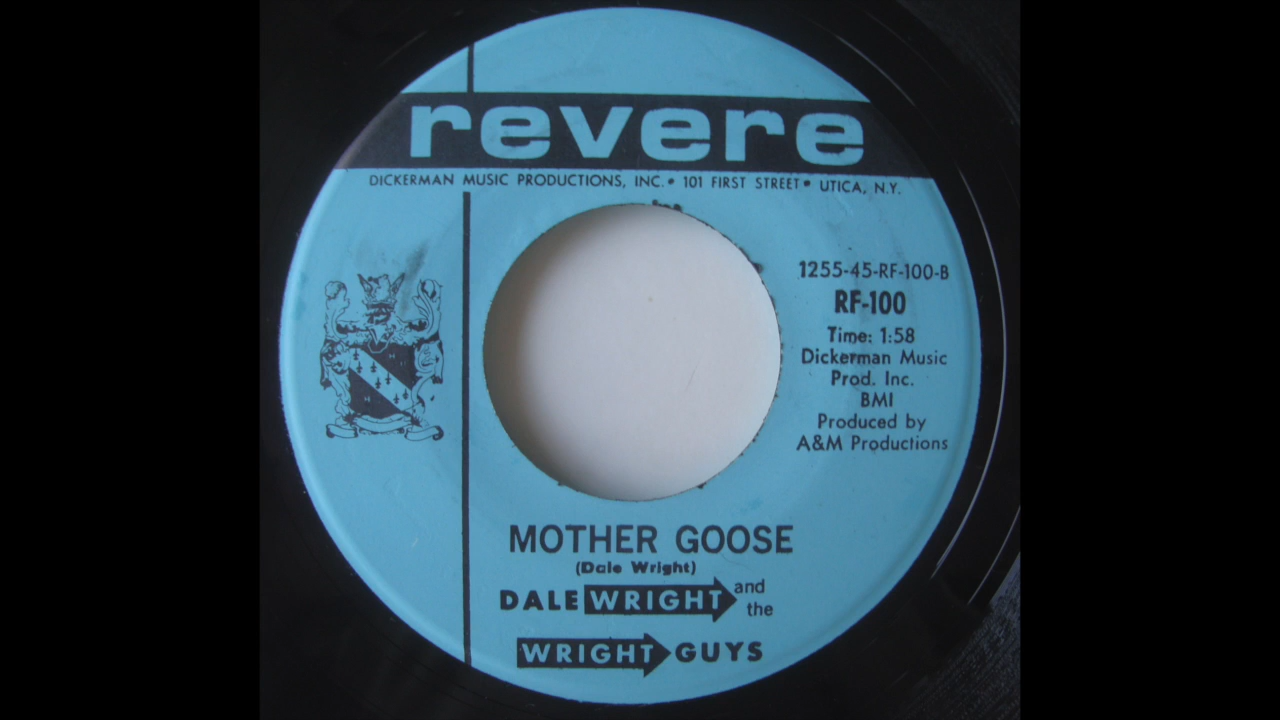 revere
DICKERMAN MUSIC PRODUCTIONS, INC. • 101 FIRST STREET • UTICA, N.Y.
1255-45-RF-100-B
RF-100
Time: 1:58
Dickerman Music
Prod. Inc.
BMI
Produced by
A&M Productions
MOTHER GOOSE
(Dale Wright)
DALE WRIGHT and the
WRIGHT GUYS